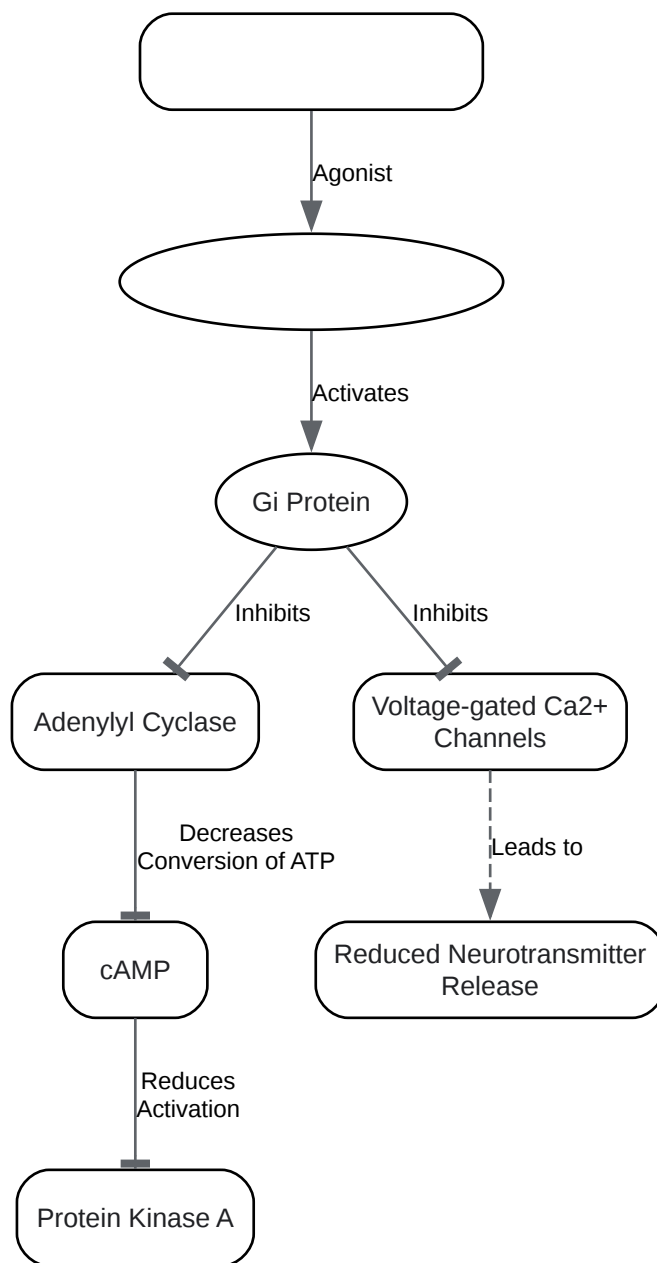 Agonist
Activates
Gi Protein
Inhibits
Inhibits
Adenylyl Cyclase
Voltage-gated Ca2+
Channels
Decreases
Conversion of ATP
Leads to
cAMP
Reduced Neurotransmitter
Release
Reduces
Activation
Protein Kinase A